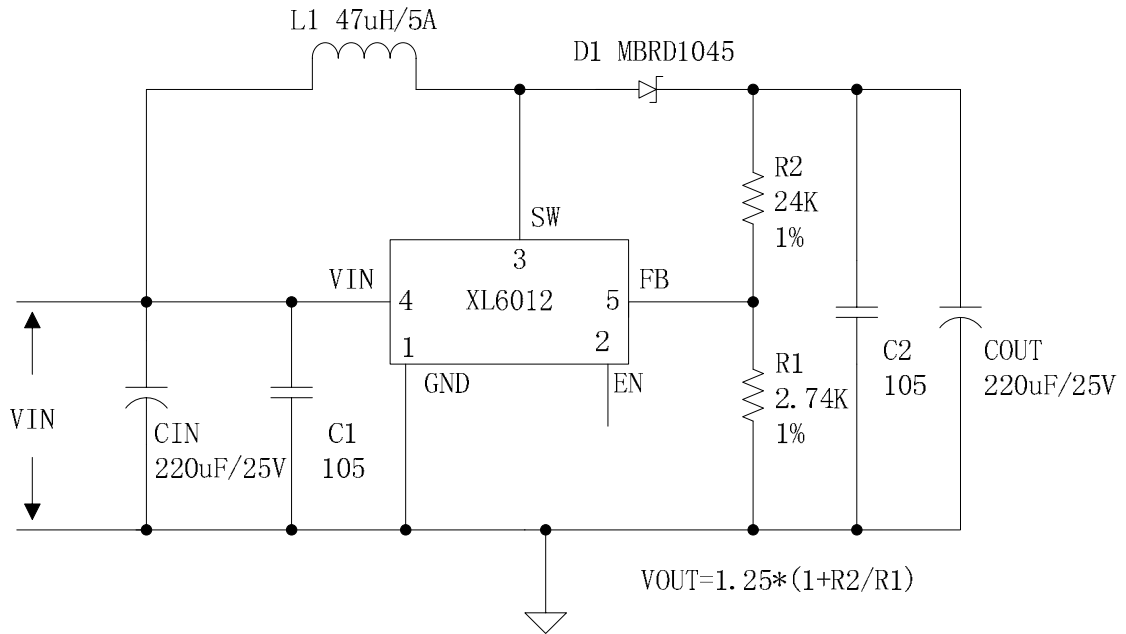 L1 47uH/5A
D1 MBRD1045
R2
24K
1%
SW
3
VIN
FB
4
XL6012
5
1
2
GND
EN
R1
2.74K
1%
C2
105
COUT
220uF/25V
VIN
CIN
220uF/25V
C1
105
VOUT=1.25*(1+R2/R1)